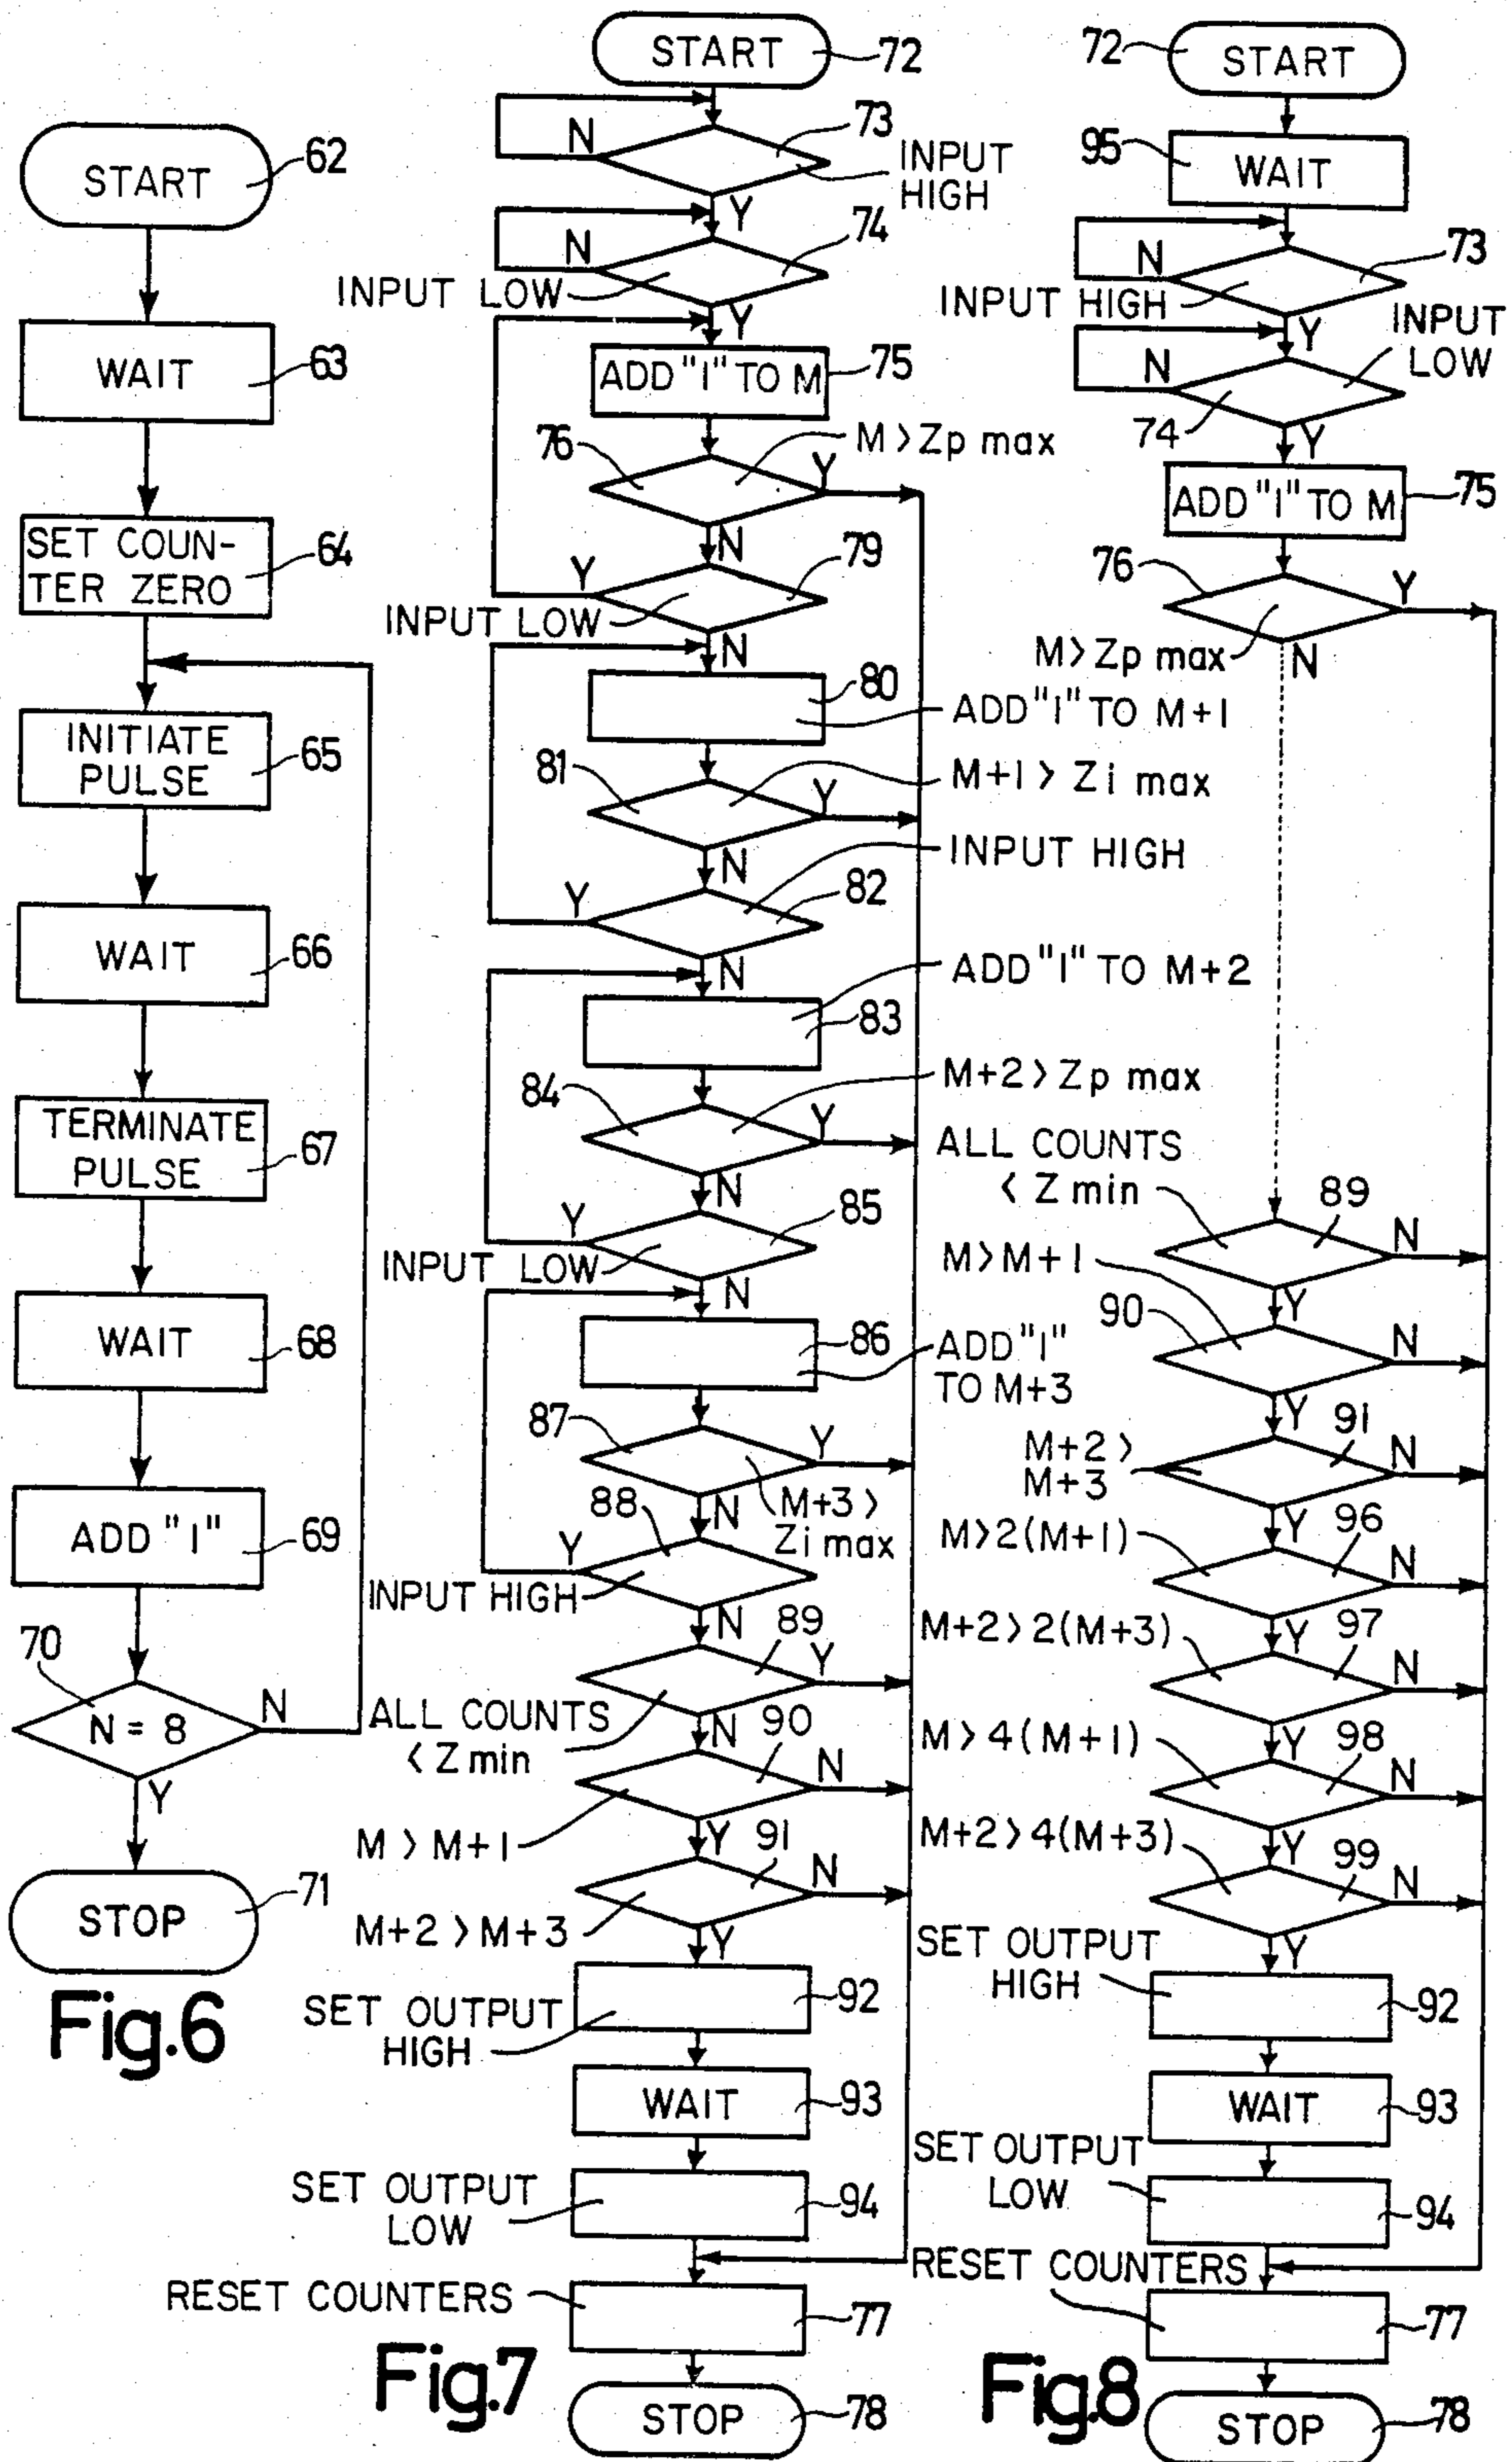 START 62
WAIT 63
SET COUN-
TER ZERO 64
INITIATE
PULSE 65
WAIT 66
TERMINATE
PULSE 67
WAIT 68
ADD "1" 69
70
N = 8 N
Y
STOP 71
Fig.6
START 72
73
N
INPUT
HIGH
Y
74
N
INPUT LOW
Y
ADD "1" TO M 75
76
M > Zp max
Y
N
79
Y
INPUT LOW
N
80
ADD "1" TO M+1
81
M+1 > Zi max
Y
N
INPUT HIGH
82
Y
N
ADD "1" TO M+2
83
84
M+2 > Zp max
Y
N
85
Y
INPUT LOW
N
86
ADD "1"
TO M+3
87
Y
M+3 >
Zi max
N
88
Y
INPUT HIGH
N
89
Y
ALL COUNTS
< Z min
N
90
N
M > M+1
Y
91
N
M+2 > M+3
Y
SET OUTPUT
HIGH
92
WAIT 93
SET OUTPUT
LOW
94
RESET COUNTERS
77
STOP 78
Fig.7
72 START
95
WAIT
73
N
INPUT HIGH
Y
INPUT
LOW
N
74
Y
ADD "1" TO M 75
76
Y
M > Zp max
N
ALL COUNTS
< Z min
89
N
Y
M > M+1
90
N
Y
91
M+2 >
M+3
N
Y
M > 2(M+1)
96
N
Y
M+2 > 2(M+3)
97
N
Y
M > 4(M+1)
98
N
Y
M+2 > 4(M+3)
99
N
Y
SET OUTPUT
HIGH
92
WAIT 93
SET OUTPUT
LOW
94
RESET COUNTERS
77
STOP 78
Fig.8